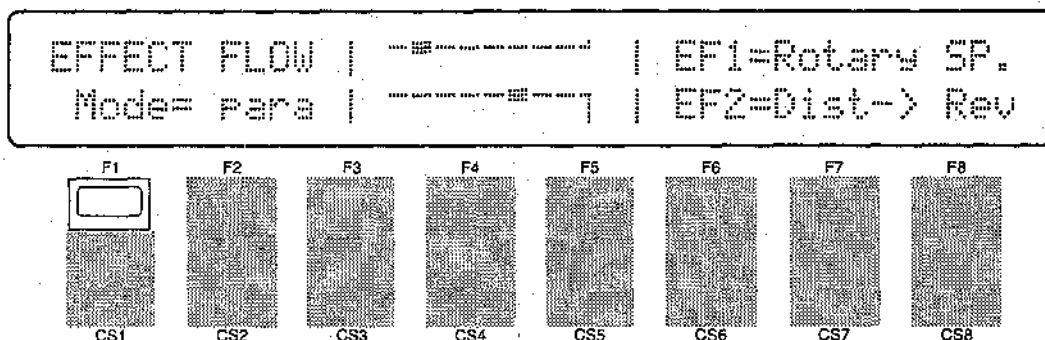 EFFECT FLOW | | EF1=Rotary SP.
Mode= para | | EF2=Dist-> Rev
F1 F2 F3 F4 F5 F6 F7 F8
CS1 CS2 CS3 CS4 CS5 CS6 CS7 CS8